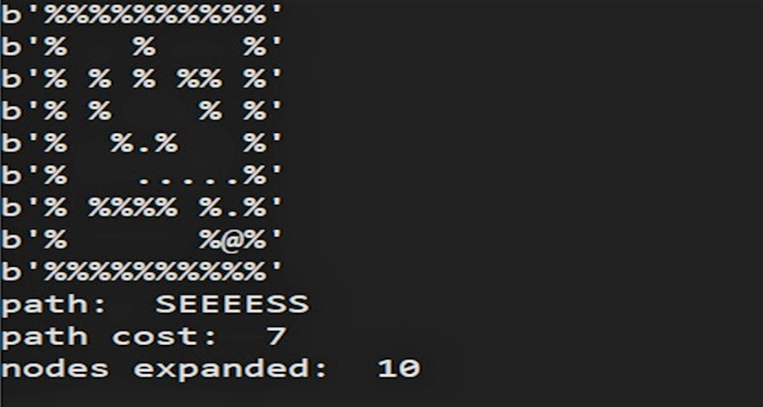 b'%%%%%%%%%%'
b'%   %    %'
b'% % % %% %'
b'% %    % %'
b'%  %.%   %'
b'%   .....%'
b'% %%%% %.%'
b'%      %@%'
b'%%%%%%%%%%'
path:  SEEEESS
path cost:  7
nodes expanded:  10